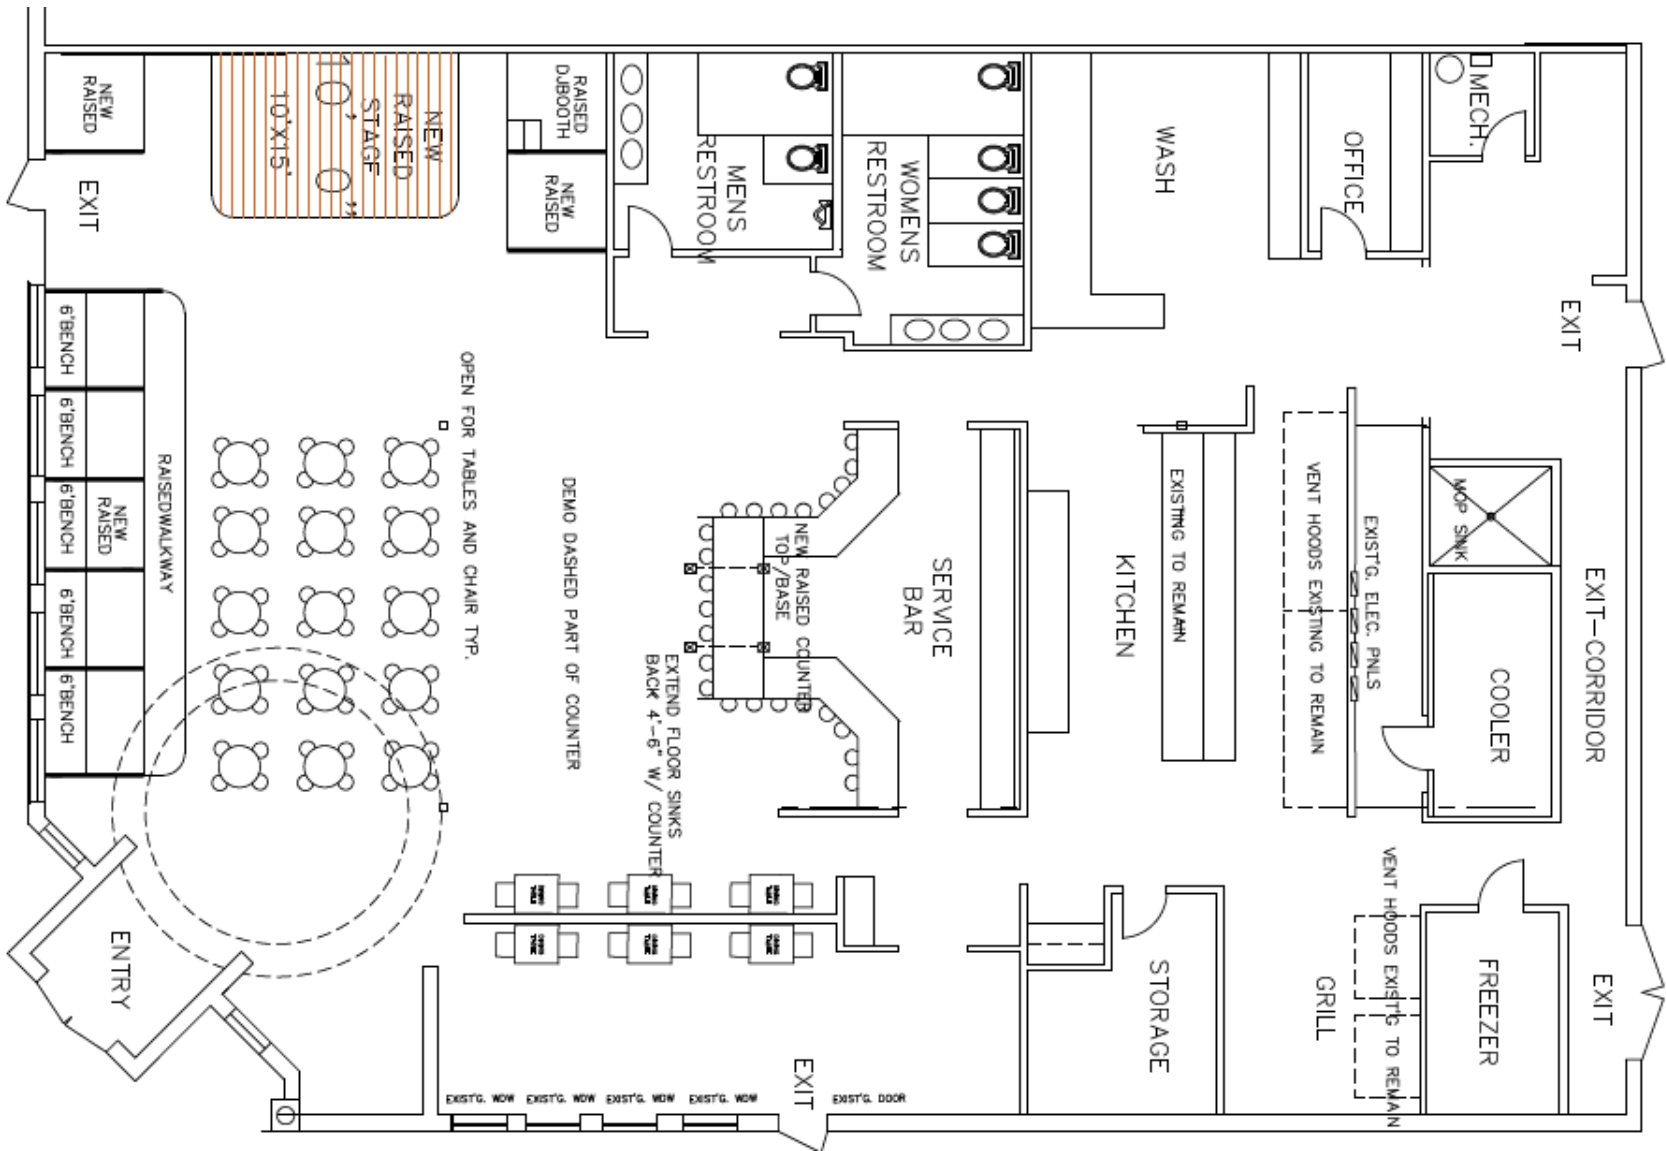 NEW
RAISED
NEW
RAISED
STAGE
10'X15'
10' 0"
RAISED
DJBOOTH
NEW
RAISED
MENS
RESTROOM
WOMENS
RESTROOM
WASH
OFFICE
MECH.
EXIT
EXIT
6'BENCH
6'BENCH
6'BENCH
6'BENCH
6'BENCH
NEW
RAISED
RAISEDWALKWAY
OPEN FOR TABLES AND CHAIR TYP.
DEMO DASHED PART OF COUNTER
NEW RAISED COUNTER
TOP/BASE
EXTEND FLOOR SINKS
BACK 4'-6" W/ COUNTER
SERVICE
BAR
KITCHEN
EXISTING TO REMAIN
VENT HOODS EXISTING TO REMAIN
EXIST'G. ELEC. PNLS
MOP SINK
COOLER
EXIT-CORRIDOR
ENTRY
STORAGE
GRILL
VENT HOODS EXIST'G TO REMAIN
FREEZER
EXIT
EXIT
EXIST'G. WDW
EXIST'G. WDW
EXIST'G. WDW
EXIST'G. WDW
EXIST'G. DOOR